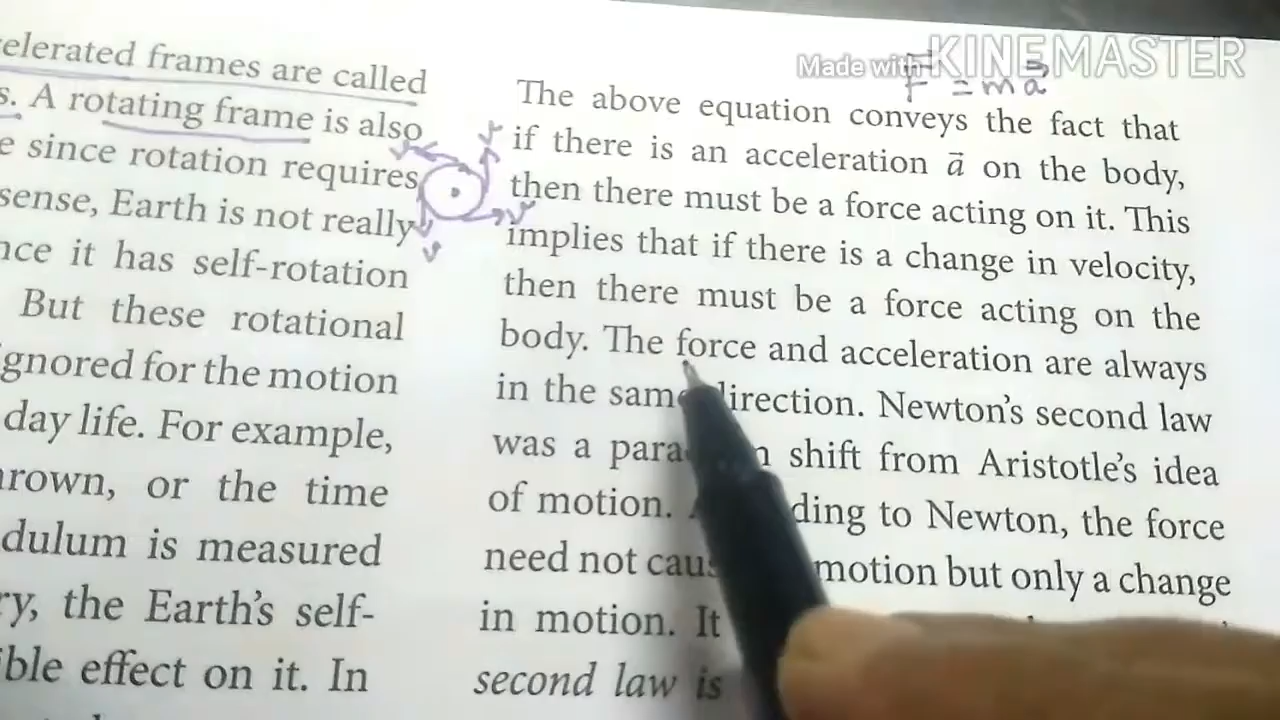 Made with KINEMASTER
F = ma
elerated frames are called
s. A rotating frame is also
e since rotation requires
sense, Earth is not really
nce it has self-rotation
But these rotational
gnored for the motion
day life. For example,
rown, or the time
dulum is measured
ry, the Earth's self-
ble effect on it. In
v
v
v
v
The above equation conveys the fact that
if there is an acceleration a⃗ on the body,
then there must be a force acting on it. This
implies that if there is a change in velocity,
then there must be a force acting on the
body. The force and acceleration are always
in the same direction. Newton's second law
was a para shift from Aristotle's idea
of motion. ding to Newton, the force
need not caus motion but only a change
in motion. It
second law is